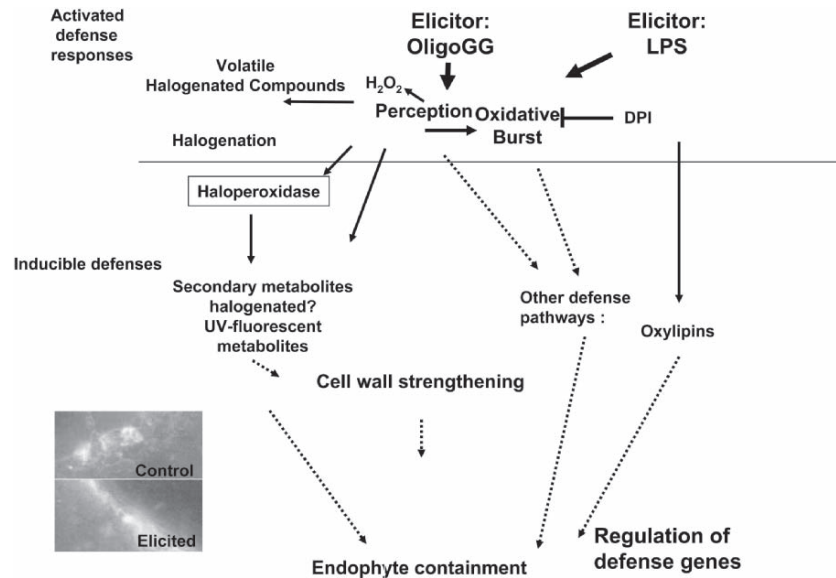 Activated
defense
responses
Elicitor:
OligoGG
Elicitor:
LPS
Volatile
Halogenated Compounds
H₂O₂
Perception
Oxidative
Burst
DPI
Halogenation
Haloperoxidase
Inducible defenses
Secondary metabolites
halogenated?
UV-fluorescent
metabolites
Other defense
pathways :
Oxylipins
Cell wall strengthening
Control
Elicited
Regulation of
defense genes
Endophyte containment